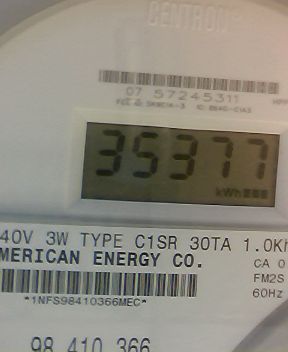 CENTRON
07 57245311
35377
kWh
40V 3W TYPE C1SR 30TA 1.0Kh
MERICAN ENERGY CO.
CA 0
FM2S
60Hz
*1NFS98410366MEC*
98 410 366